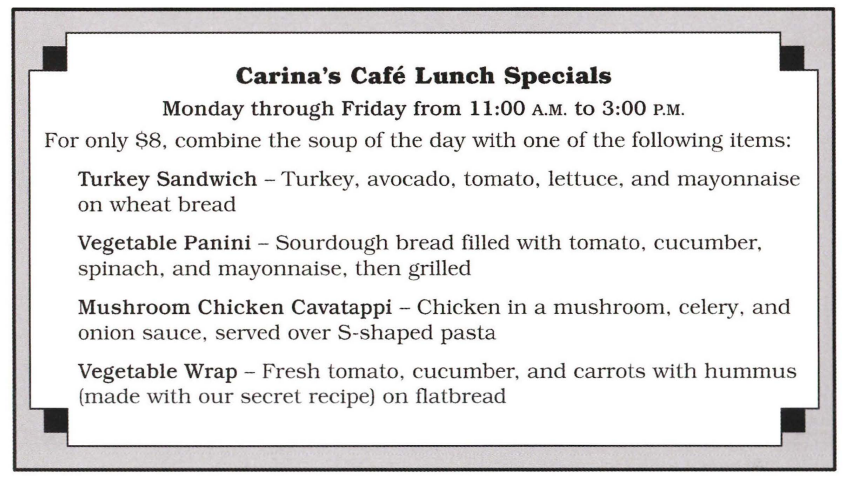 Carina's Café Lunch Specials
Monday through Friday from 11:00 A.M. to 3:00 P.M.
For only $8, combine the soup of the day with one of the following items:
Turkey Sandwich – Turkey, avocado, tomato, lettuce, and mayonnaise
on wheat bread
Vegetable Panini – Sourdough bread filled with tomato, cucumber,
spinach, and mayonnaise, then grilled
Mushroom Chicken Cavatappi – Chicken in a mushroom, celery, and
onion sauce, served over S-shaped pasta
Vegetable Wrap – Fresh tomato, cucumber, and carrots with hummus
(made with our secret recipe) on flatbread